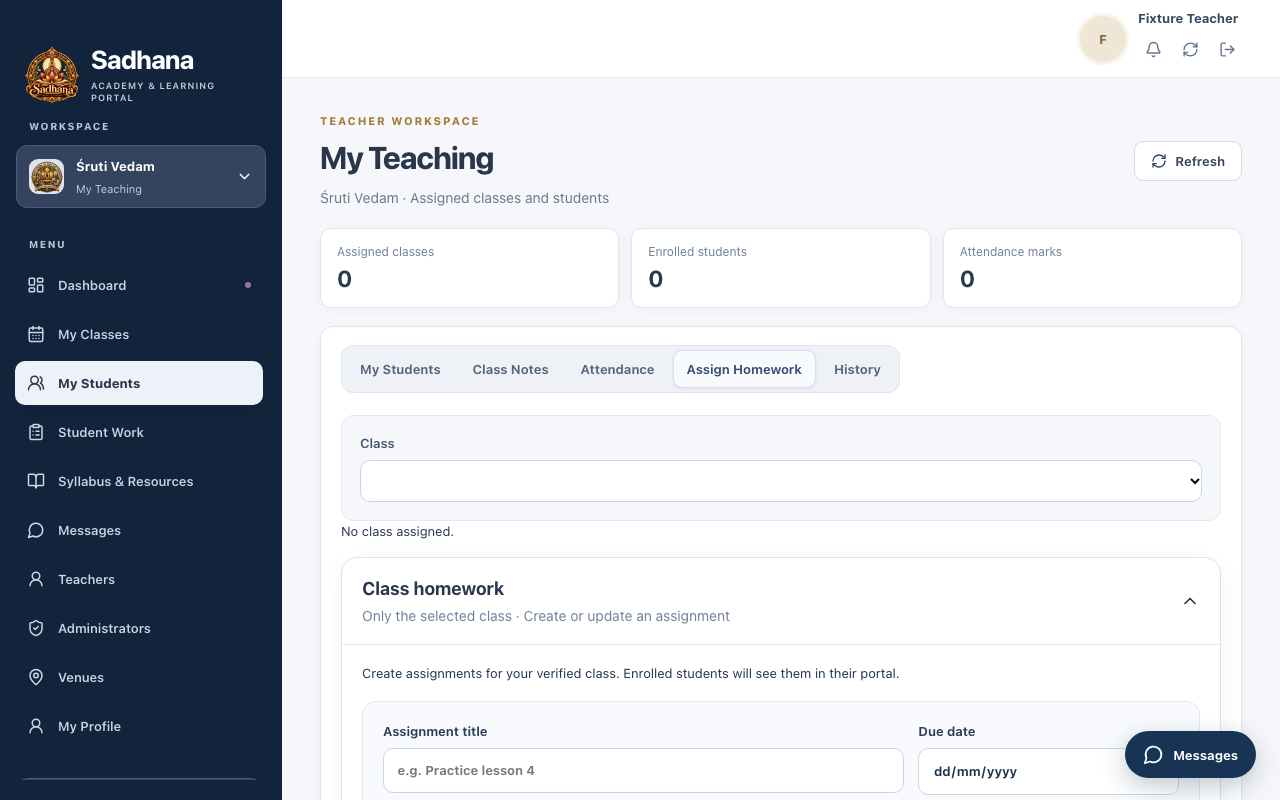 Sadhana
Sadhana
ACADEMY & LEARNING
PORTAL
WORKSPACE
Śruti Vedam
My Teaching
MENU
Dashboard
My Classes
My Students
Student Work
Syllabus & Resources
Messages
Teachers
Administrators
Venues
My Profile
F
Fixture Teacher
TEACHER WORKSPACE
My Teaching
Refresh
Śruti Vedam · Assigned classes and students
Assigned classes
0
Enrolled students
0
Attendance marks
0
My Students Class Notes Attendance Assign Homework History
Class
No class assigned.
Class homework
Only the selected class · Create or update an assignment
Create assignments for your verified class. Enrolled students will see them in their portal.
Assignment title
e.g. Practice lesson 4
Due date
dd/mm/yyyy
Messages